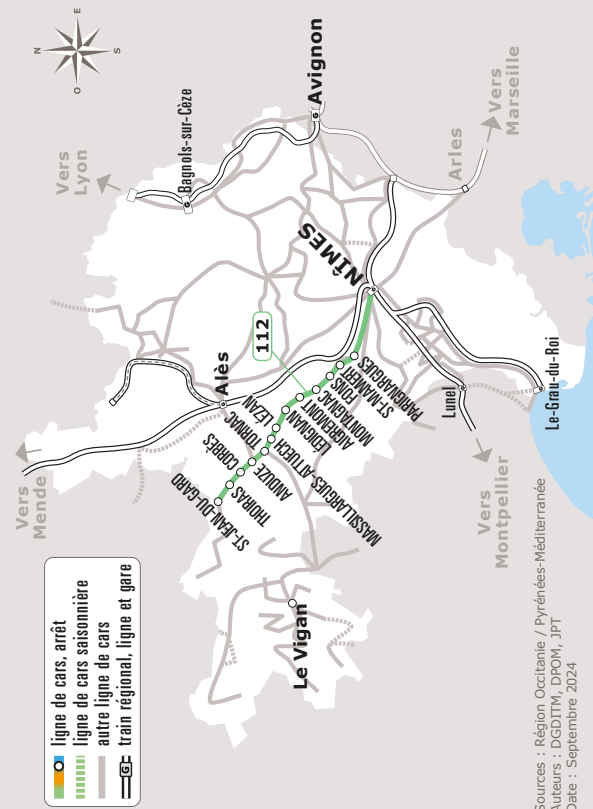 ligne de cars, arrêt
ligne de cars saisonnière
autre ligne de cars
G
train régional, ligne et gare
Vers
Mende
Vers
Lyon
N
O
E
S
Bagnols-sur-Cèze
G
Avignon
G
Alès
112
NÎMES
ST-JEAN-DU-GARD
THOIRAS
CORBÈS
ANDUZE
TORNAC
MASSILLARGUES-ATTUECH
LÉZAN
LÉDIGNAN
AIGREMONT
MONTAGNAC
FONS
ST-MAMERT
PARIGNARGUES
Le Vigan
Arles
Vers
Marseille
Lunel
Vers
Montpellier
Le-Grau-du-Roi
Sources : Région Occitanie / Pyrénées-Méditerranée
Auteurs : DGDITM, DPOM, JPT
Date : Septembre 2024